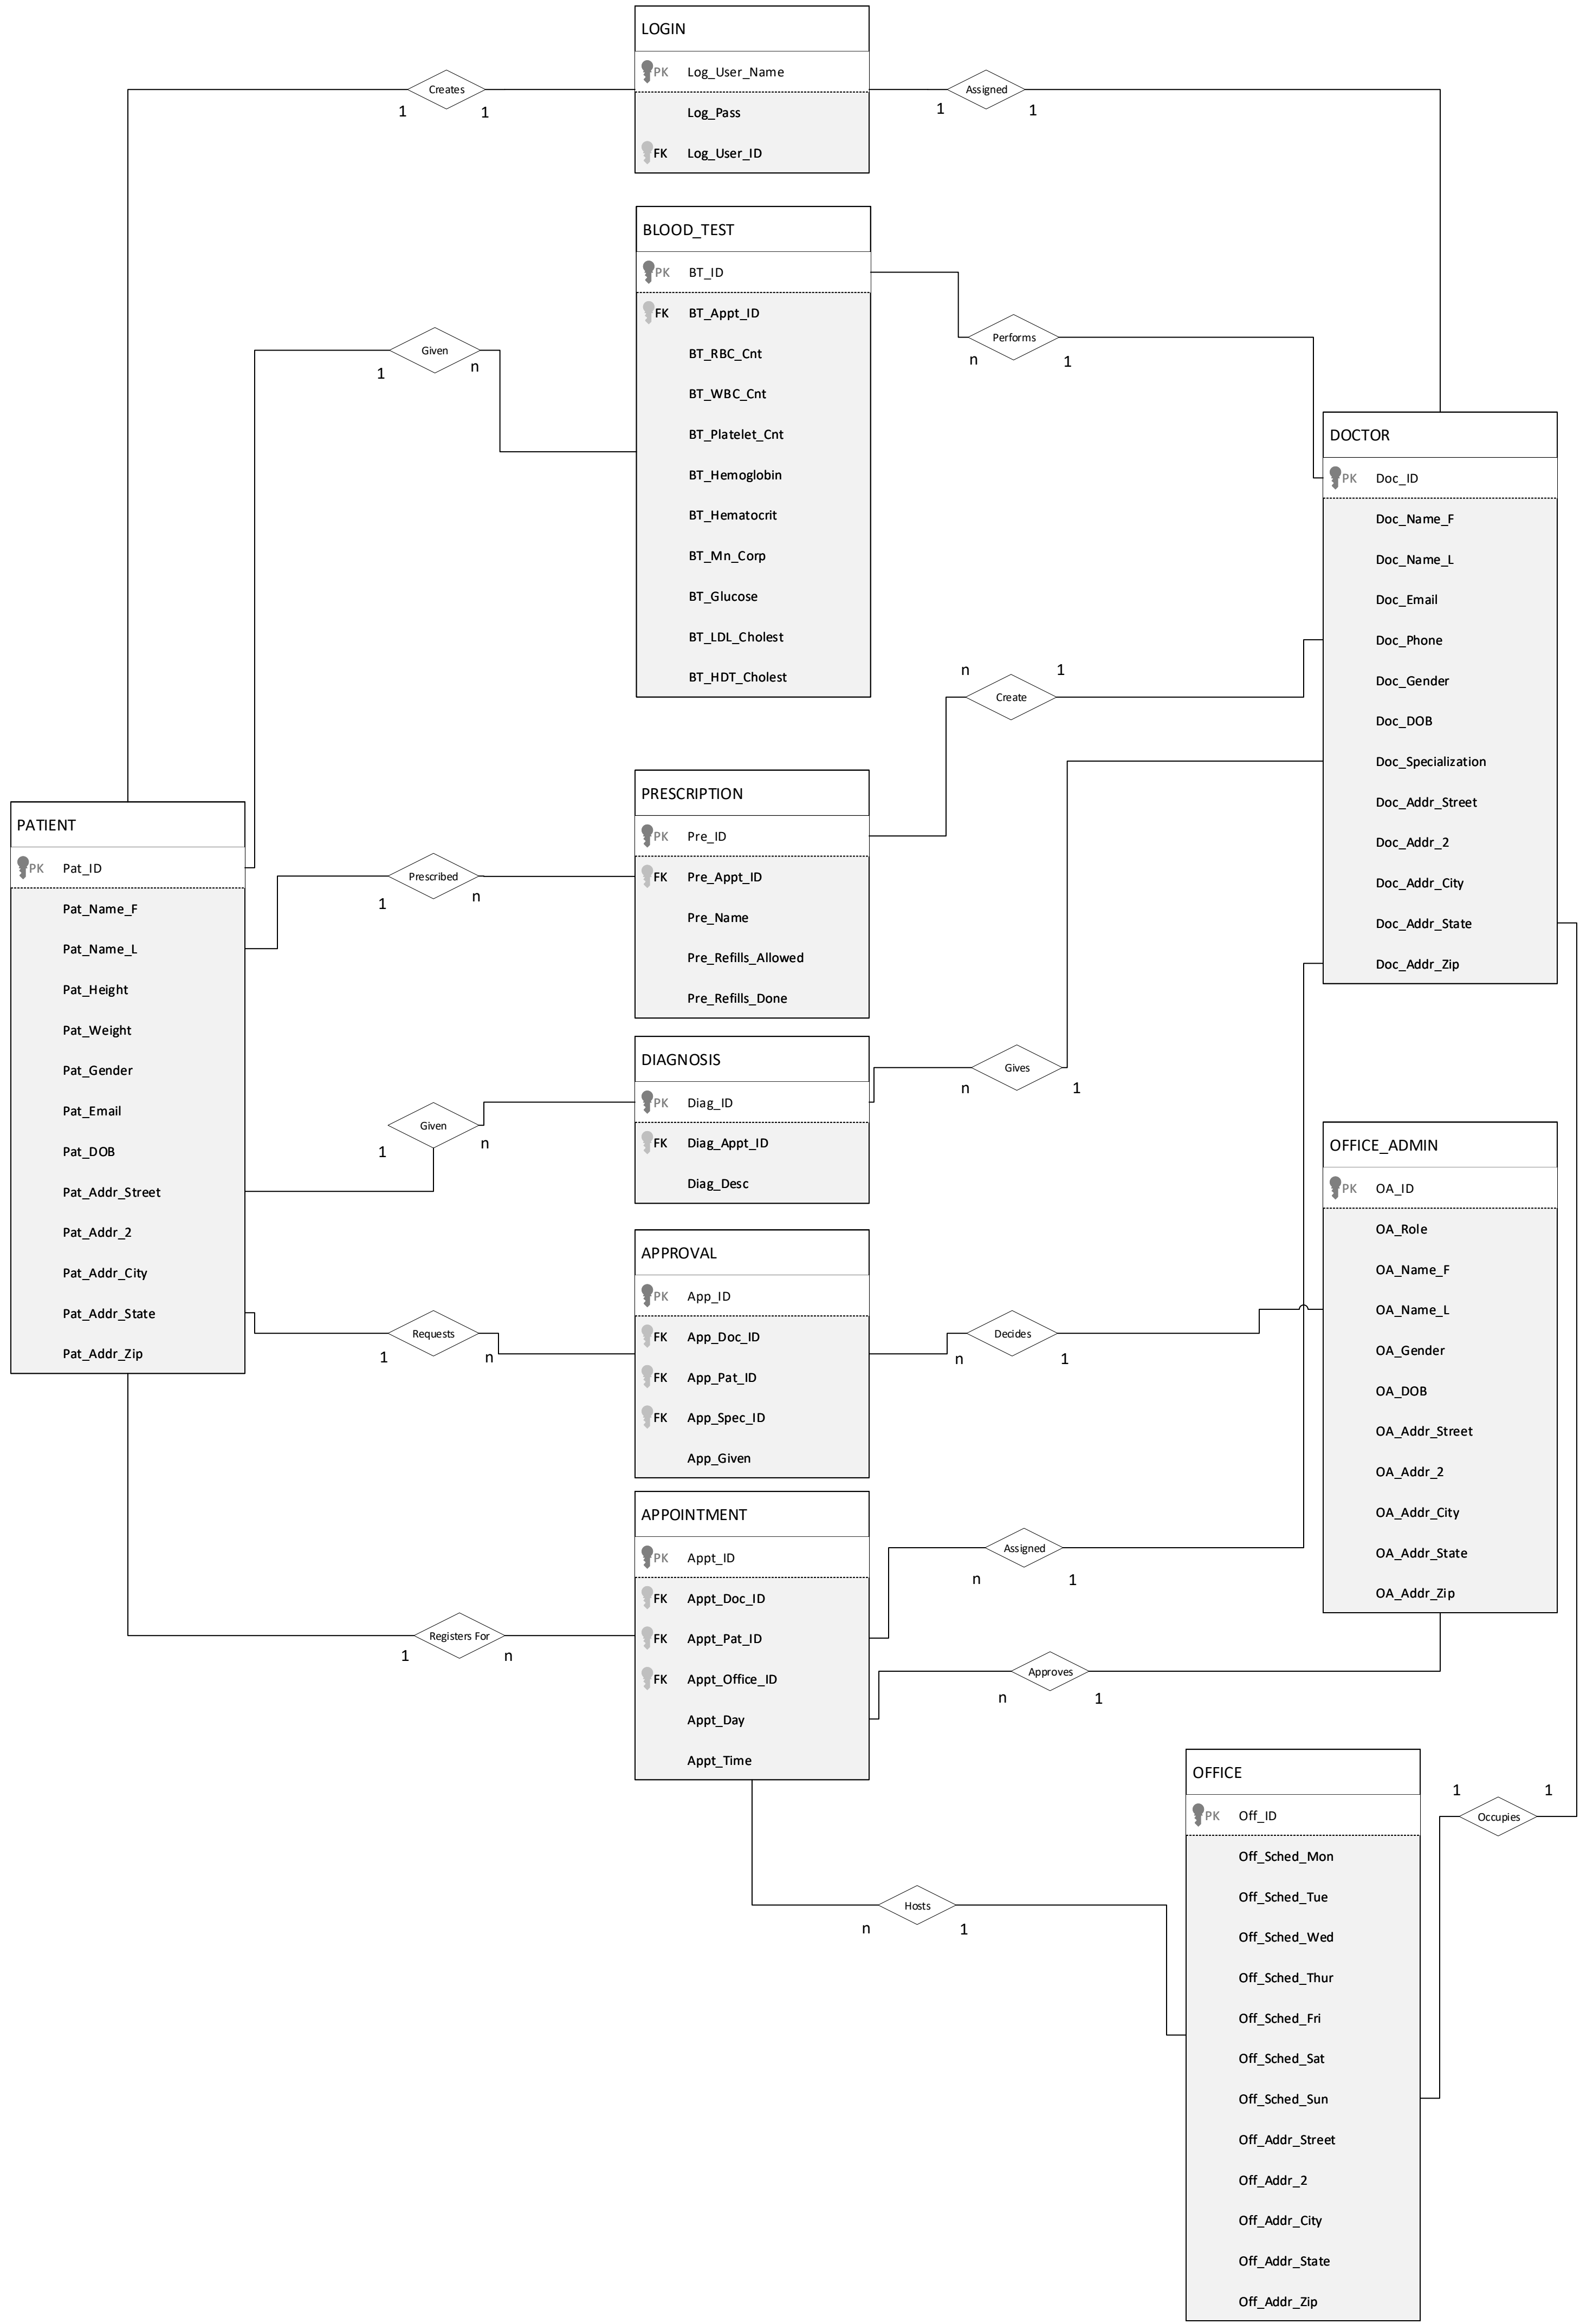 LOGIN
PK Log_User_Name
Log_Pass
FK Log_User_ID
Creates
1 1
Assigned
1 1
BLOOD_TEST
PK BT_ID
FK BT_Appt_ID
BT_RBC_Cnt
BT_WBC_Cnt
BT_Platelet_Cnt
BT_Hemoglobin
BT_Hematocrit
BT_Mn_Corp
BT_Glucose
BT_LDL_Cholest
BT_HDT_Cholest
Given
1 n
Performs
n 1
DOCTOR
PK Doc_ID
Doc_Name_F
Doc_Name_L
Doc_Email
Doc_Phone
Doc_Gender
Doc_DOB
Doc_Specialization
Doc_Addr_Street
Doc_Addr_2
Doc_Addr_City
Doc_Addr_State
Doc_Addr_Zip
n 1
Create
PRESCRIPTION
PK Pre_ID
FK Pre_Appt_ID
Pre_Name
Pre_Refills_Allowed
Pre_Refills_Done
PATIENT
PK Pat_ID
Pat_Name_F
Pat_Name_L
Pat_Height
Pat_Weight
Pat_Gender
Pat_Email
Pat_DOB
Pat_Addr_Street
Pat_Addr_2
Pat_Addr_City
Pat_Addr_State
Pat_Addr_Zip
Prescribed
1 n
DIAGNOSIS
PK Diag_ID
FK Diag_Appt_ID
Diag_Desc
Gives
n 1
Given
1 n
OFFICE_ADMIN
PK OA_ID
OA_Role
OA_Name_F
OA_Name_L
OA_Gender
OA_DOB
OA_Addr_Street
OA_Addr_2
OA_Addr_City
OA_Addr_State
OA_Addr_Zip
APPROVAL
PK App_ID
FK App_Doc_ID
FK App_Pat_ID
FK App_Spec_ID
App_Given
Requests
1 n
Decides
n 1
APPOINTMENT
PK Appt_ID
FK Appt_Doc_ID
FK Appt_Pat_ID
FK Appt_Office_ID
Appt_Day
Appt_Time
Assigned
n 1
Registers For
1 n
Approves
n 1
OFFICE
PK Off_ID
Off_Sched_Mon
Off_Sched_Tue
Off_Sched_Wed
Off_Sched_Thur
Off_Sched_Fri
Off_Sched_Sat
Off_Sched_Sun
Off_Addr_Street
Off_Addr_2
Off_Addr_City
Off_Addr_State
Off_Addr_Zip
1 1
Occupies
Hosts
n 1